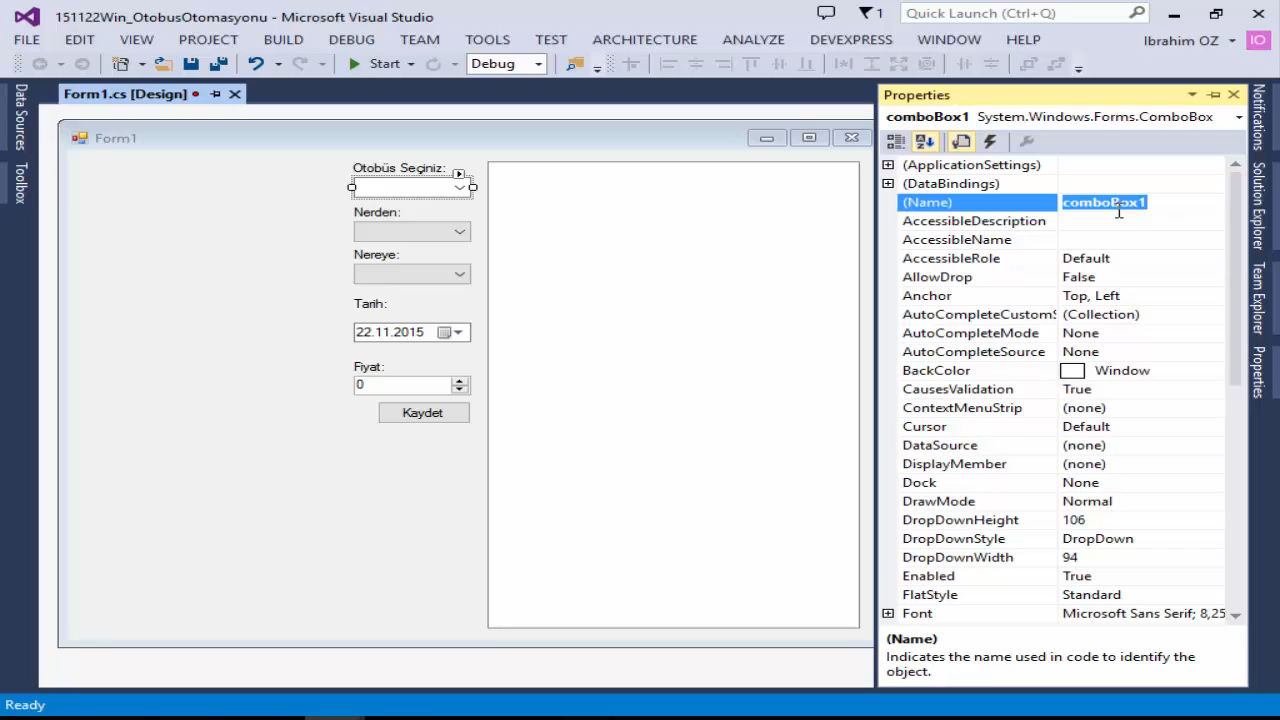 151122Win_OtobusOtomasyonu - Microsoft Visual Studio
1
Quick Launch (Ctrl+Q)
FILE EDIT VIEW PROJECT BUILD DEBUG TEAM TOOLS TEST ARCHITECTURE ANALYZE DEVEXPRESS WINDOW HELP
Ibrahim OZ
IO
Start
Debug
Data Sources
Toolbox
Form1.cs [Design]
Form1
Otobüs Seçiniz:
Nerden:
Nereye:
Tarih:
22.11.2015
Fiyat:
0
Kaydet
Properties
comboBox1 System.Windows.Forms.ComboBox
(ApplicationSettings)
(DataBindings)
(Name) comboBox1
AccessibleDescription
AccessibleName
AccessibleRole Default
AllowDrop False
Anchor Top, Left
AutoCompleteCustomS (Collection)
AutoCompleteMode None
AutoCompleteSource None
BackColor Window
CausesValidation True
ContextMenuStrip (none)
Cursor Default
DataSource (none)
DisplayMember (none)
Dock None
DrawMode Normal
DropDownHeight 106
DropDownStyle DropDown
DropDownWidth 94
Enabled True
FlatStyle Standard
Font Microsoft Sans Serif; 8,25
(Name)
Indicates the name used in code to identify the
object.
Notifications
Solution Explorer
Team Explorer
Properties
Ready